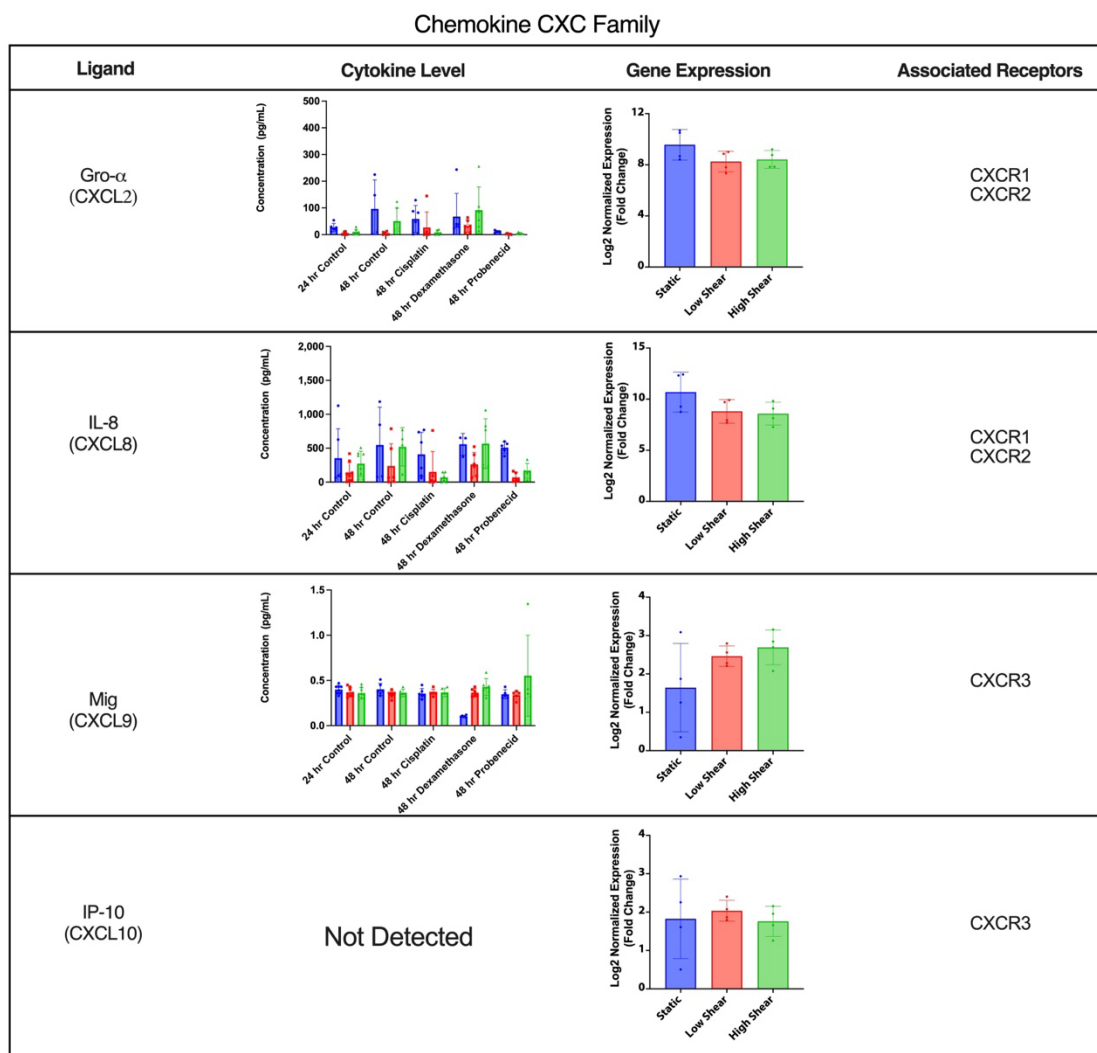 Chemokine CXC Family
Ligand
Cytokine Level
Gene Expression
Associated Receptors
Gro-α
(CXCL2)
Concentration (pg/mL)
500
400
300
200
100
0
24 hr Control
48 hr Control
48 hr Cisplatin
48 hr Dexamethasone
48 hr Probenecid
Log2 Normalized Expression
(Fold Change)
12
8
4
0
Static
Low Shear
High Shear
CXCR1
CXCR2
IL-8
(CXCL8)
Concentration (pg/mL)
2,000
1,500
1,000
500
0
24 hr Control
48 hr Control
48 hr Cisplatin
48 hr Dexamethasone
48 hr Probenecid
Log2 Normalized Expression
(Fold Change)
15
10
5
0
Static
Low Shear
High Shear
CXCR1
CXCR2
Mig
(CXCL9)
Concentration (pg/mL)
1.5
1.0
0.5
0.0
24 hr Control
48 hr Control
48 hr Cisplatin
48 hr Dexamethasone
48 hr Probenecid
Log2 Normalized Expression
(Fold Change)
4
3
2
1
0
Static
Low Shear
High Shear
CXCR3
IP-10
(CXCL10)
Not Detected
Log2 Normalized Expression
(Fold Change)
4
3
2
1
0
Static
Low Shear
High Shear
CXCR3